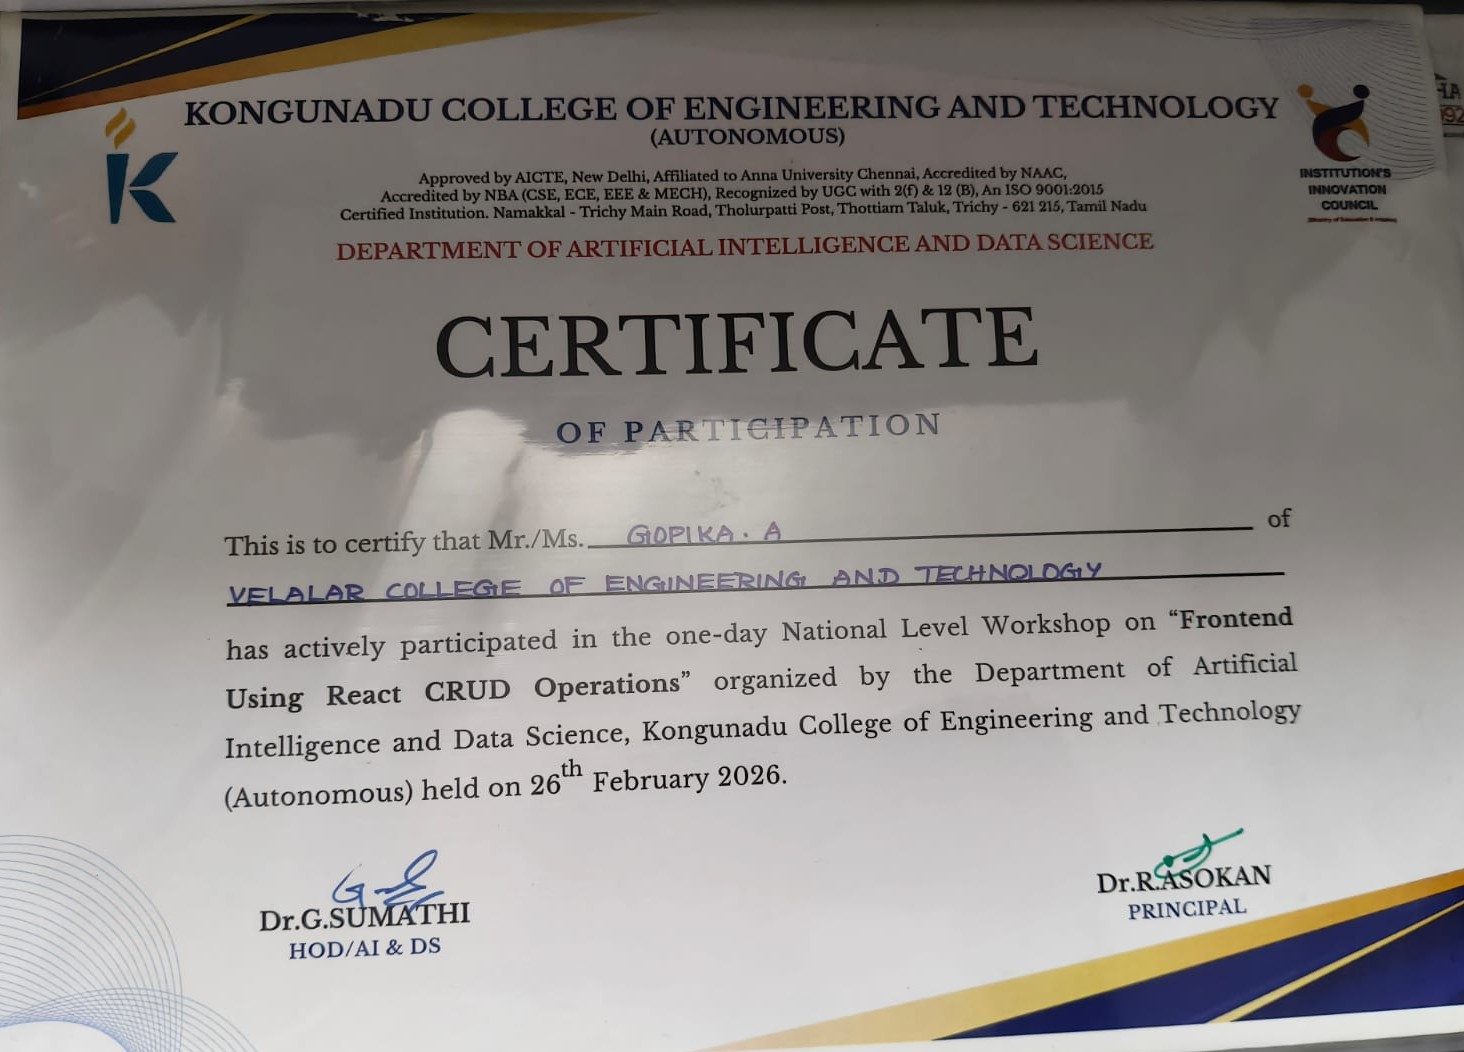 KONGUNADU COLLEGE OF ENGINEERING AND TECHNOLOGY
(AUTONOMOUS)
Approved by AICTE, New Delhi, Affiliated to Anna University Chennai, Accredited by NAAC,
Accredited by NBA (CSE, ECE, EEE & MECH), Recognized by UGC with 2(f) & 12 (B), An ISO 9001:2015
Certified Institution. Namakkal - Trichy Main Road, Tholurpatti Post, Thottiam Taluk, Trichy - 621 215, Tamil Nadu
INSTITUTION'S
INNOVATION
COUNCIL
DEPARTMENT OF ARTIFICIAL INTELLIGENCE AND DATA SCIENCE
CERTIFICATE
OF PARTICIPATION
This is to certify that Mr./Ms. GOPIKA. A of
VELALAR COLLEGE OF ENGINEERING AND TECHNOLOGY
has actively participated in the one-day National Level Workshop on “Frontend
Using React CRUD Operations” organized by the Department of Artificial
Intelligence and Data Science, Kongunadu College of Engineering and Technology
(Autonomous) held on 26th February 2026.
Dr.G.SUMATHI
HOD/AI & DS
Dr.R.ASOKAN
PRINCIPAL